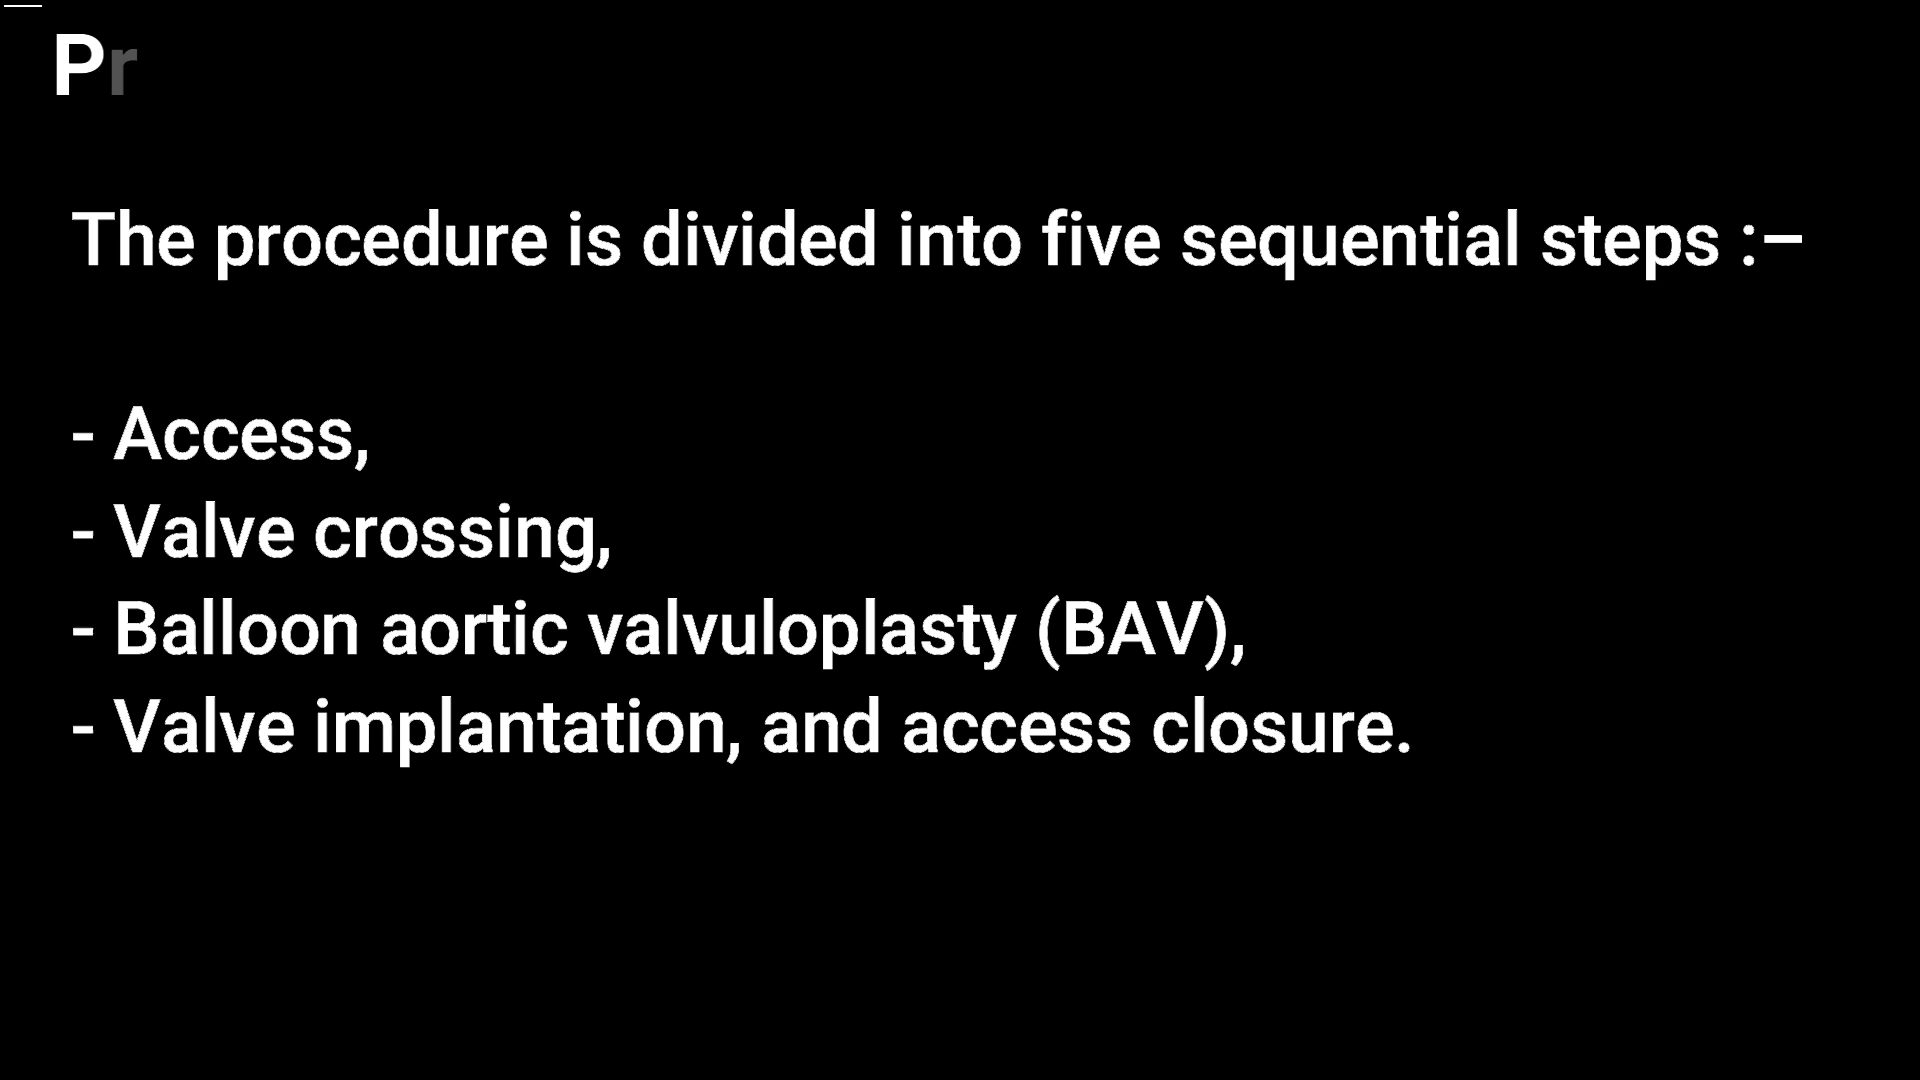 Pr
The procedure is divided into five sequential steps :–
- Access,
- Valve crossing,
- Balloon aortic valvuloplasty (BAV),
- Valve implantation, and access closure.